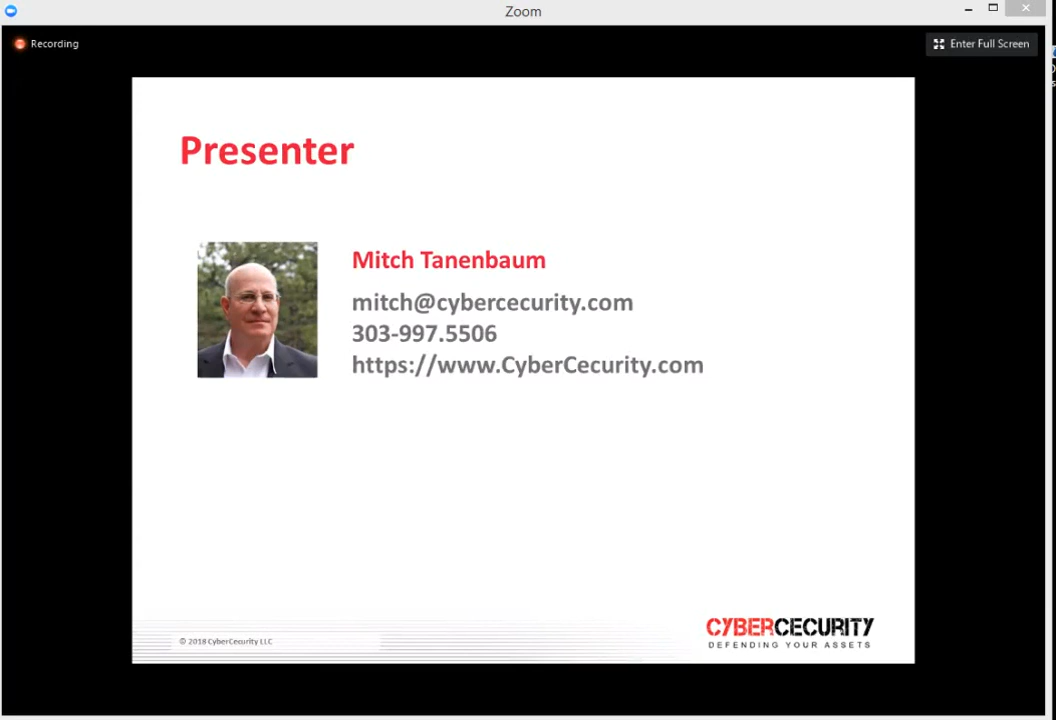 Zoom
Recording
Enter Full Screen
Presenter
Mitch Tanenbaum
mitch@cybercecurity.com
303-997.5506
https://www.CyberCecurity.com
© 2018 CyberCecurity LLC
CYBERCECURITY
DEFENDING YOUR ASSETS